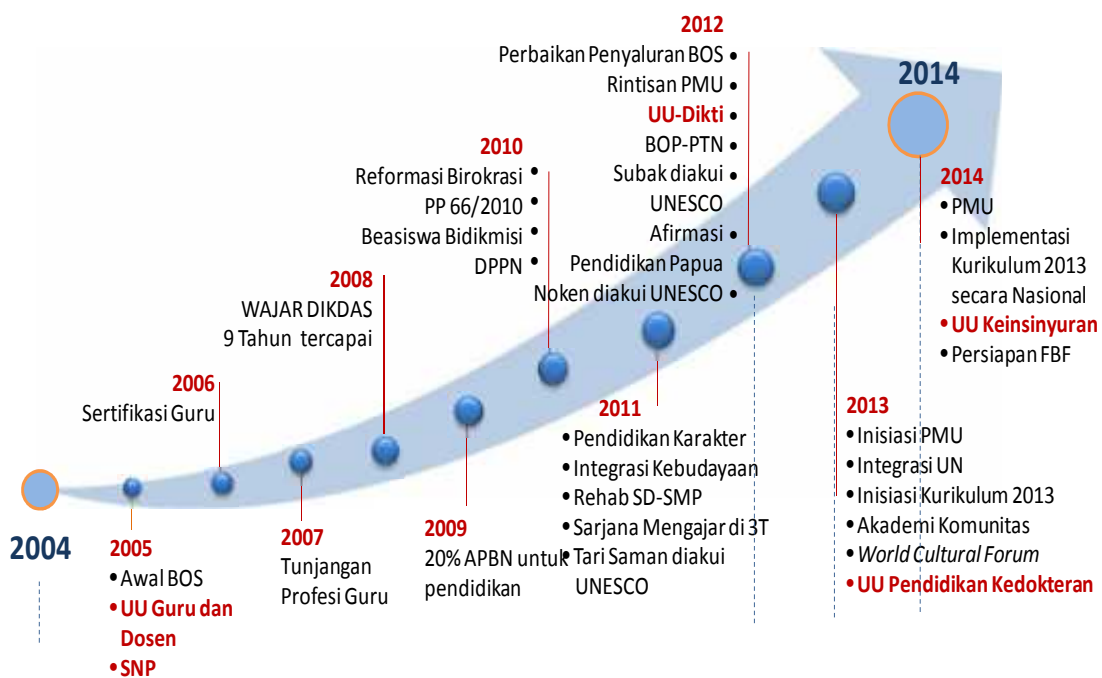 2004
2005
• Awal BOS
• UU Guru dan
Dosen
• SNP
2006
Sertifikasi Guru
2007
Tunjangan
Profesi Guru
2008
WAJAR DIKDAS
9 Tahun tercapai
2009
20% APBN untuk
pendidikan
2010
Reformasi Birokrasi •
PP 66/2010 •
Beasiswa Bidikmisi •
DPPN •
2011
• Pendidikan Karakter
• Integrasi Kebudayaan
• Rehab SD-SMP
• Sarjana Mengajar di 3T
• Tari Saman diakui
UNESCO
2012
Perbaikan Penyaluran BOS •
Rintisan PMU •
UU-Dikti •
BOP-PTN •
Subak diakui •
UNESCO
Afirmasi •
Pendidikan Papua
Noken diakui UNESCO •
2013
• Inisiasi PMU
• Integrasi UN
• Inisiasi Kurikulum 2013
• Akademi Komunitas
• World Cultural Forum
• UU Pendidikan Kedokteran
2014
2014
• PMU
• Implementasi
Kurikulum 2013
secara Nasional
• UU Keinsinyuran
• Persiapan FBF